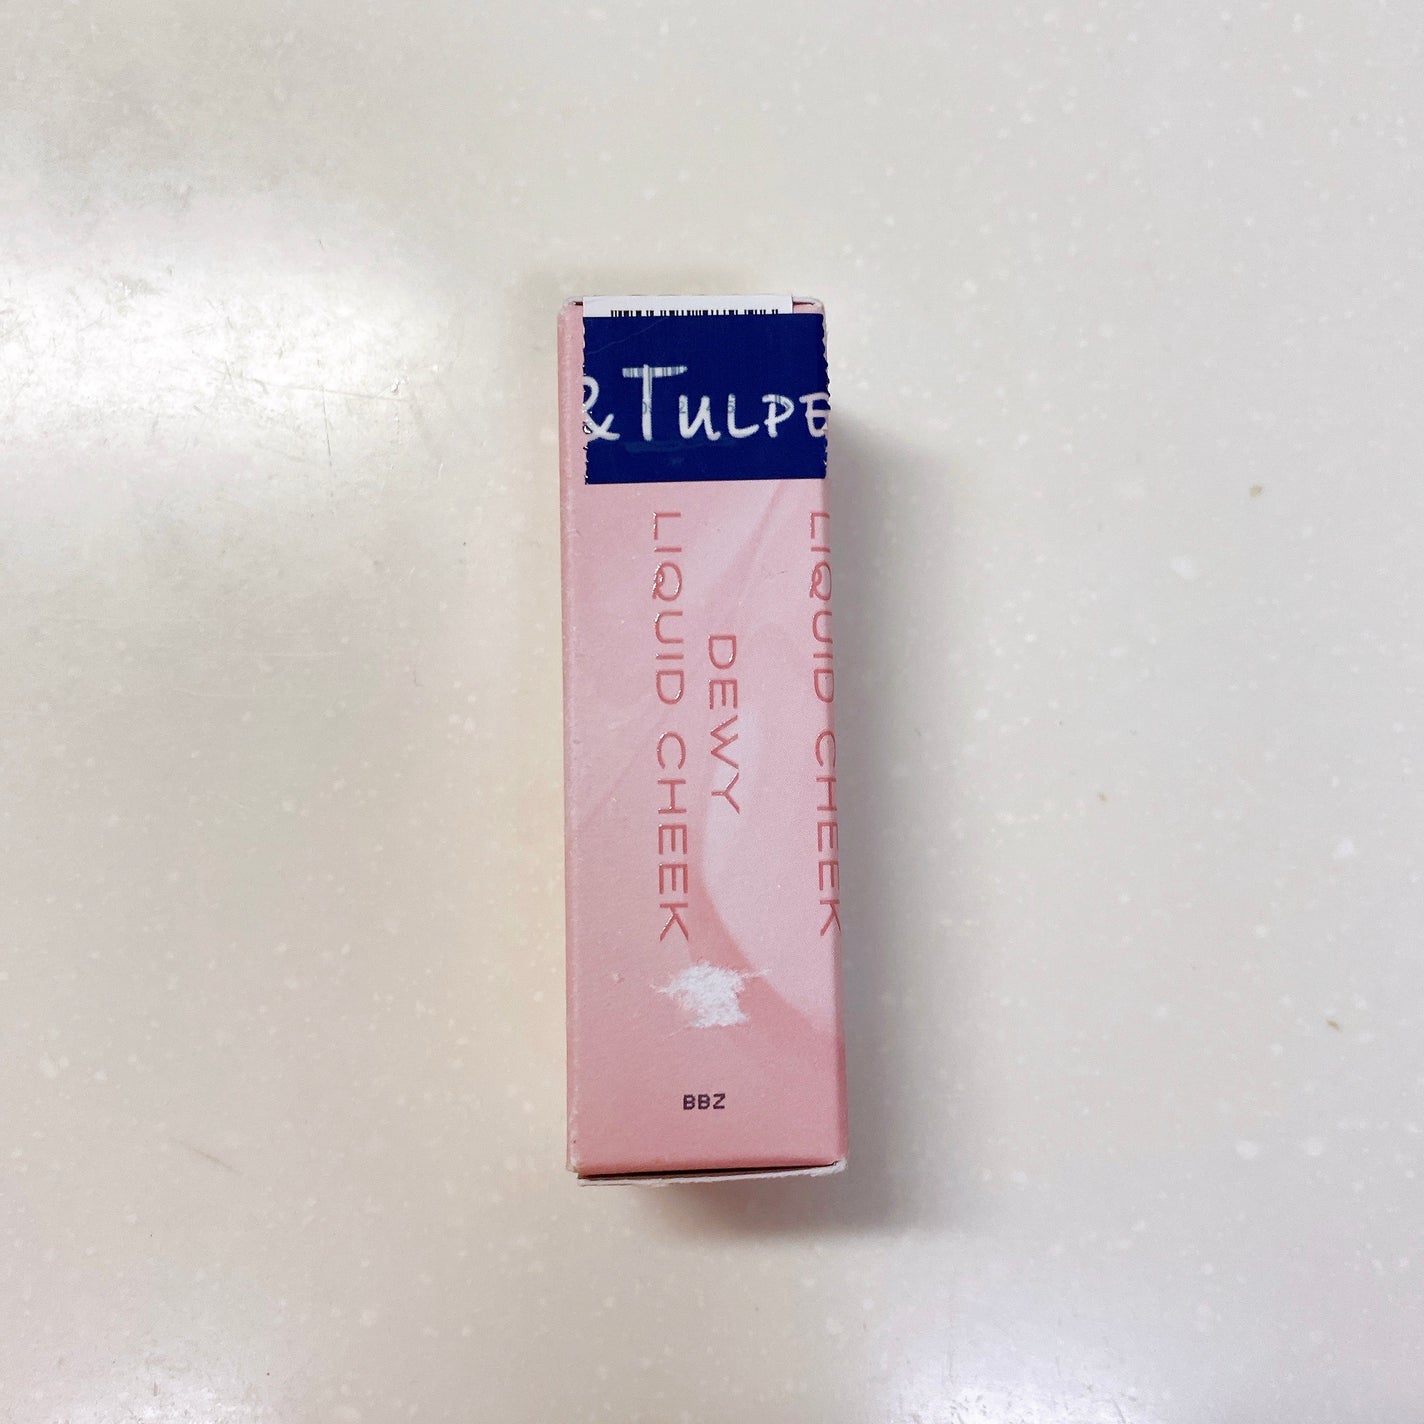 &TULPE
DEWY
LIQUID CHEEK
LIQUID CHEEK
BBZ